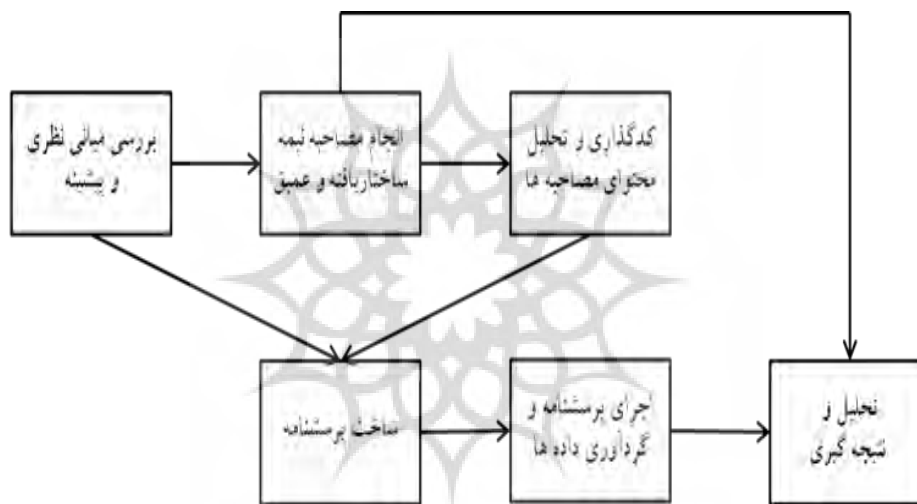 بررسی مبانی نظری
و پیشینه
انجام مصاحبه نیمه
ساختاریافته و عمیق
کدگذاری و تحلیل
محتوای مصاحبه ها
ساخت پرسشنامه
اجرای پرسشنامه و
گردآوری داده ها
تحلیل و
نتیجه گیری